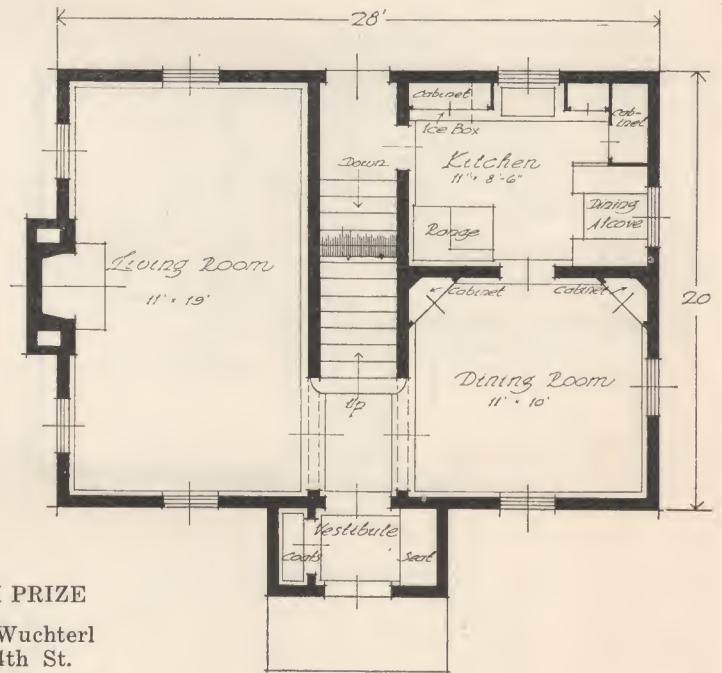 28'
Cabinet
Ice Box
Cab-
inet
Down
Kitchen
11' × 8'-6"
Range
Dining
Alcove
Living Room
11' × 19'
Cabinet
Cabinet
20
Dining Room
11' × 10'
Up
Vestibule
Coats
Seat
PRIZE
Wuchterl
4th St.